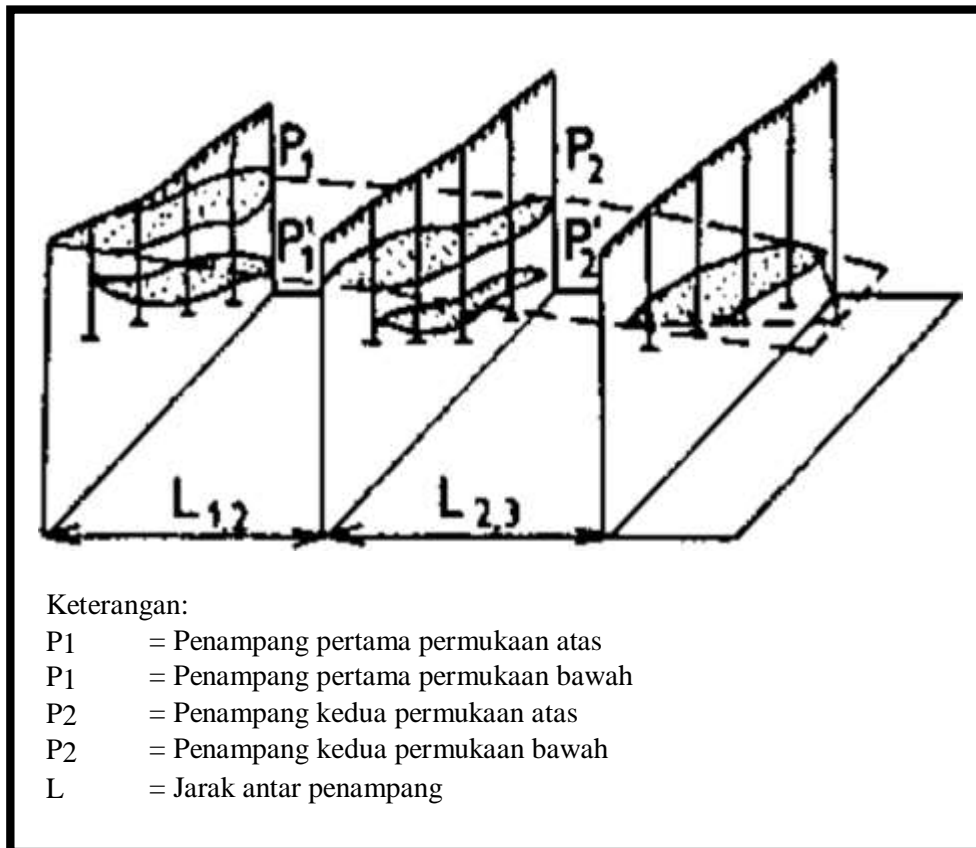 P1
P2
P'1
P'2
L1,2
L2,3
Keterangan:
P1 = Penampang pertama permukaan atas
P1 = Penampang pertama permukaan bawah
P2 = Penampang kedua permukaan atas
P2 = Penampang kedua permukaan bawah
L = Jarak antar penampang